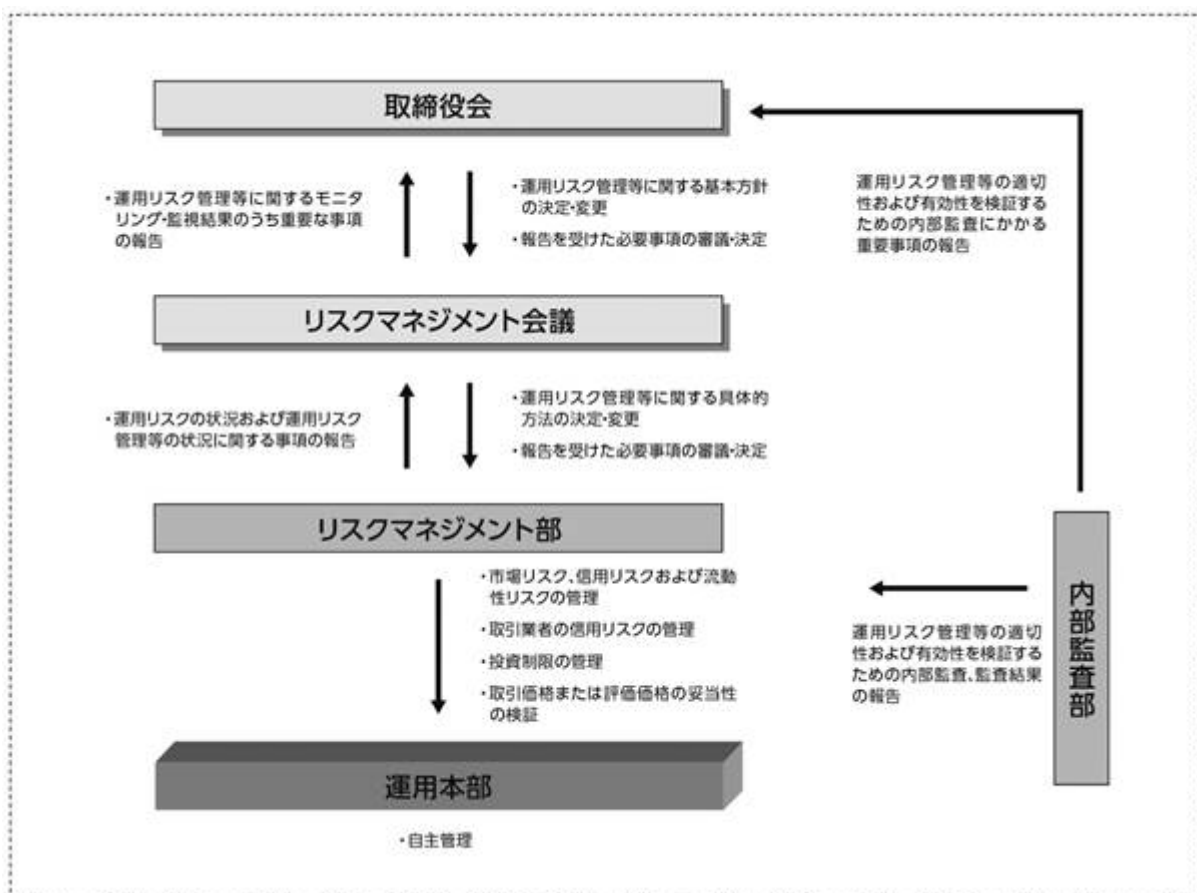 取締役会
・運用リスク管理等に関するモニタ
リング・監視結果のうち重要な事項
の報告
・運用リスク管理等に関する基本方針
の決定・変更
・報告を受けた必要事項の審議・決定
運用リスク管理等の適切
性および有効性を検証する
ための内部監査にかかる
重要事項の報告
リスクマネジメント会議
・運用リスクの状況および運用リスク
管理等の状況に関する事項の報告
・運用リスク管理等に関する具体的
方法の決定・変更
・報告を受けた必要事項の審議・決定
リスクマネジメント部
・市場リスク、信用リスクおよび流動
性リスクの管理
・取引業者の信用リスクの管理
・投資制限の管理
・取引価格または評価価格の妥当性
の検証
運用リスク管理等の適切
性および有効性を検証する
ための内部監査、監査結果
の報告
内部監査部
運用本部
・自主管理